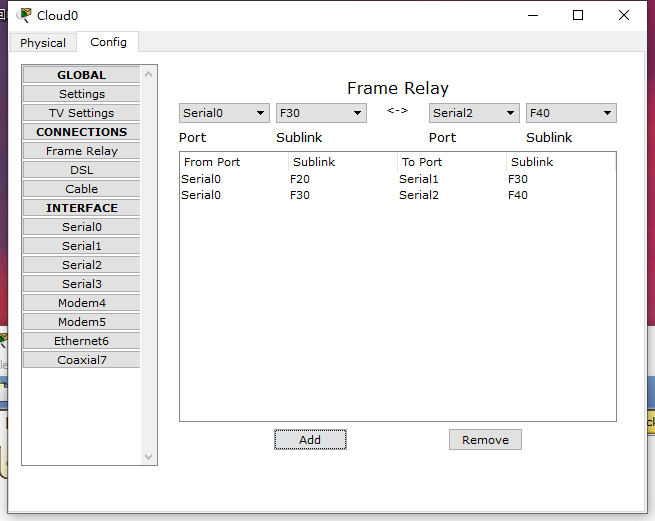 Cloud0
Physical Config
GLOBAL
Settings
TV Settings
CONNECTIONS
Frame Relay
DSL
Cable
INTERFACE
Serial0
Serial1
Serial2
Serial3
Modem4
Modem5
Ethernet6
Coaxial7
Frame Relay
Serial0 F30 <-> Serial2 F40
Port Sublink Port Sublink
From Port Sublink To Port Sublink
Serial0 F20 Serial1 F30
Serial0 F30 Serial2 F40
Add Remove